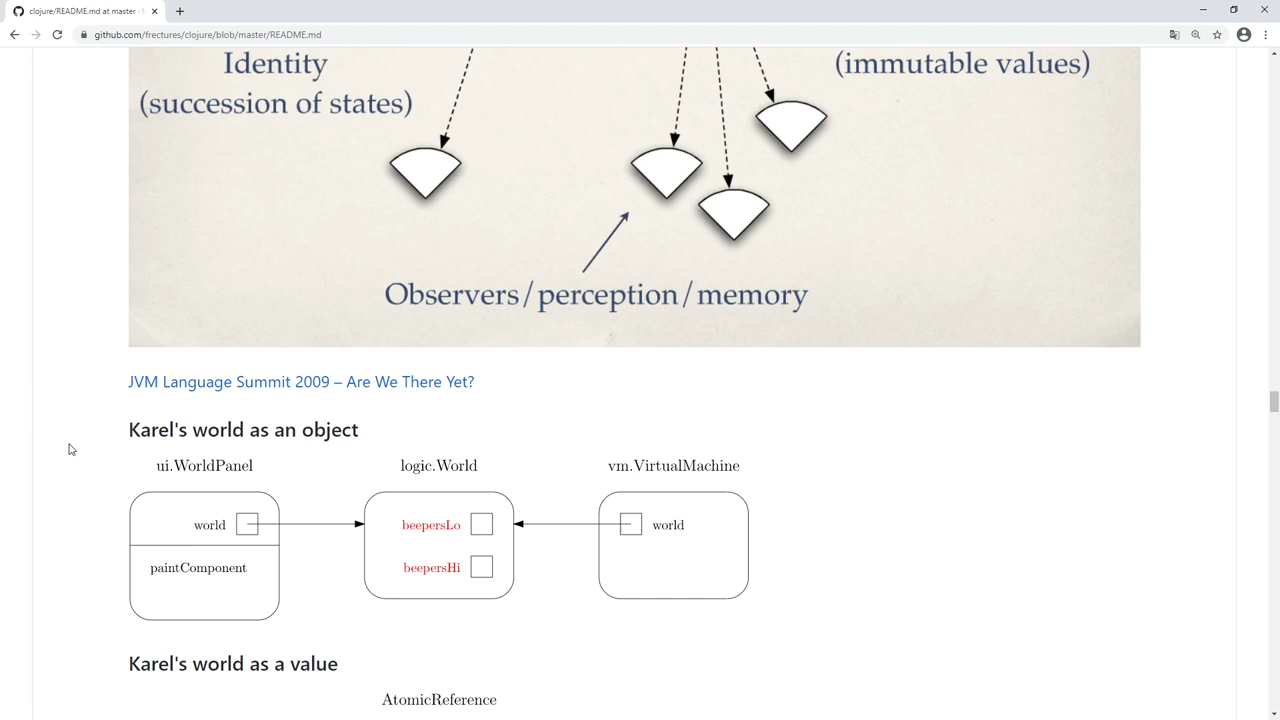 clojure/README.md at master · f
github.com/frectures/clojure/blob/master/README.md
Identity
(succession of states)
(immutable values)
Observers/perception/memory
JVM Language Summit 2009 – Are We There Yet?
Karel's world as an object
ui.WorldPanel
logic.World
vm.VirtualMachine
world
beepersLo
world
paintComponent
beepersHi
Karel's world as a value
AtomicReference